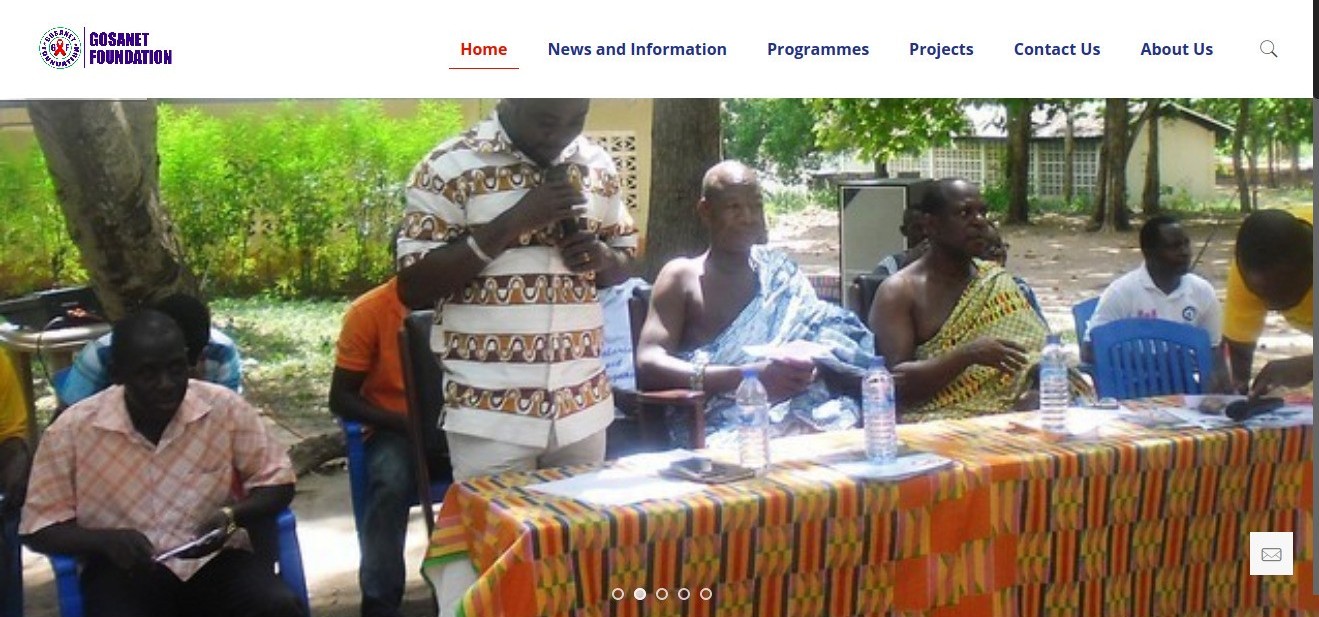 GOSANET
FOUNDATION
Home
News and Information
Programmes
Projects
Contact Us
About Us